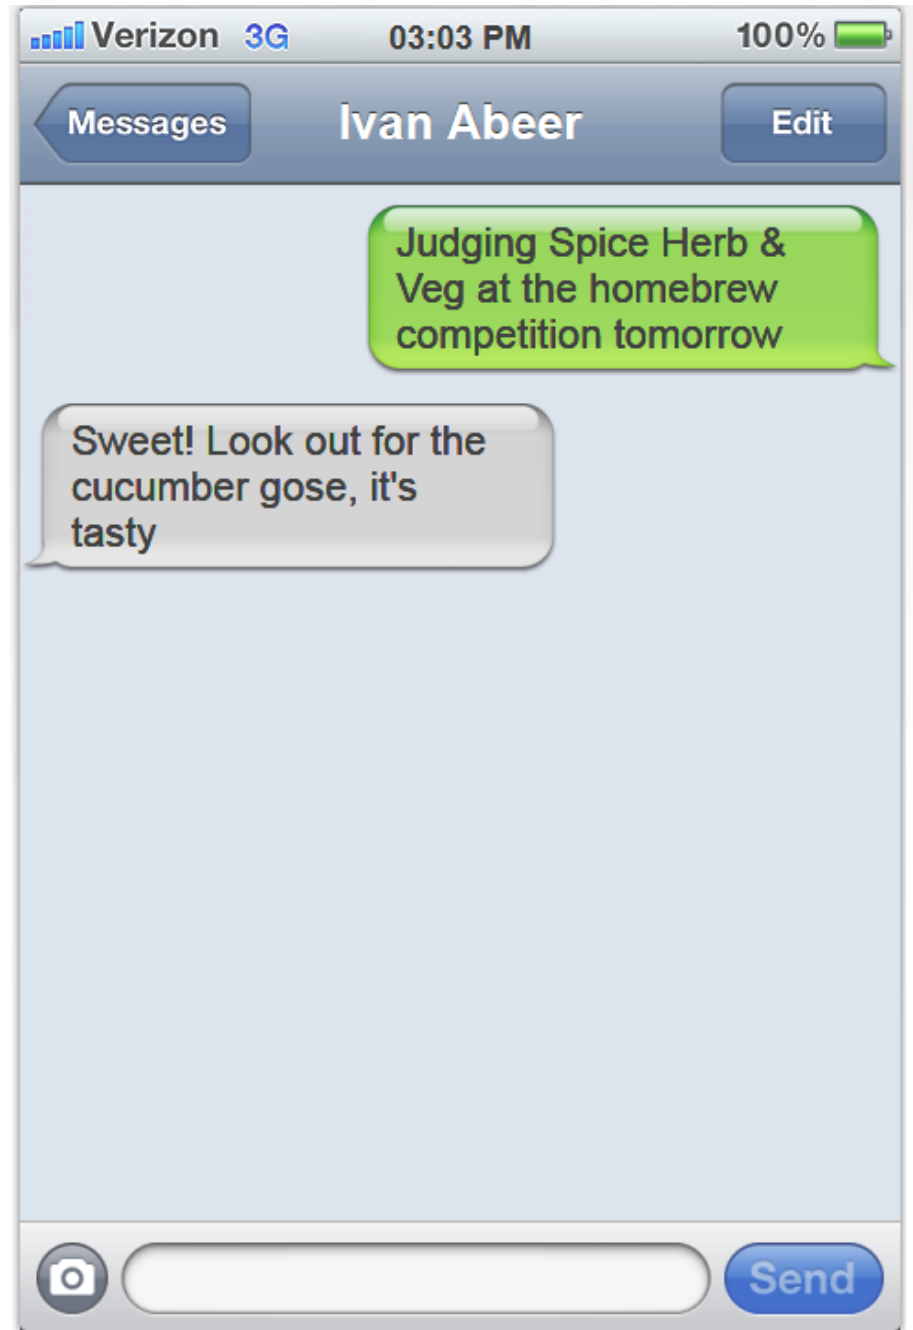 Verizon 3G 03:03 PM 100%
Messages Ivan Abeer Edit
Judging Spice Herb &
Veg at the homebrew
competition tomorrow
Sweet! Look out for the
cucumber gose, it's
tasty
Send